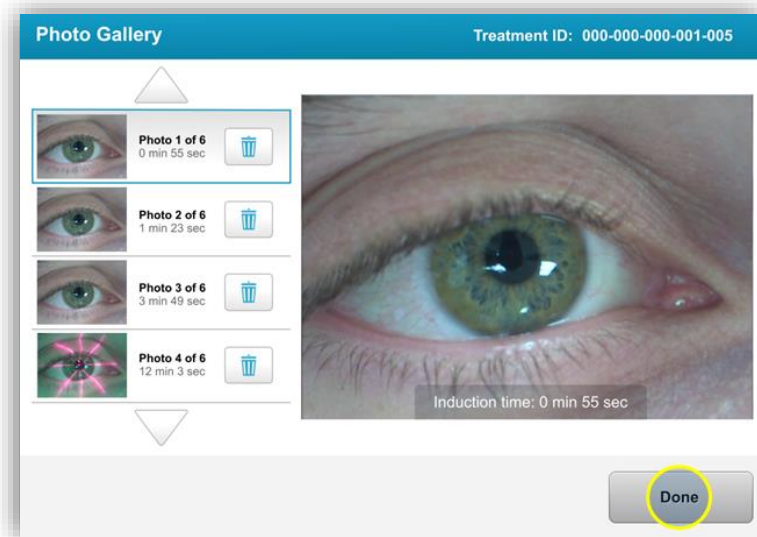 Photo Gallery
Treatment ID: 000-000-000-001-005
Photo 1 of 6
0 min 55 sec
Photo 2 of 6
1 min 23 sec
Photo 3 of 6
3 min 49 sec
Photo 4 of 6
12 min 3 sec
Induction time: 0 min 55 sec
Done